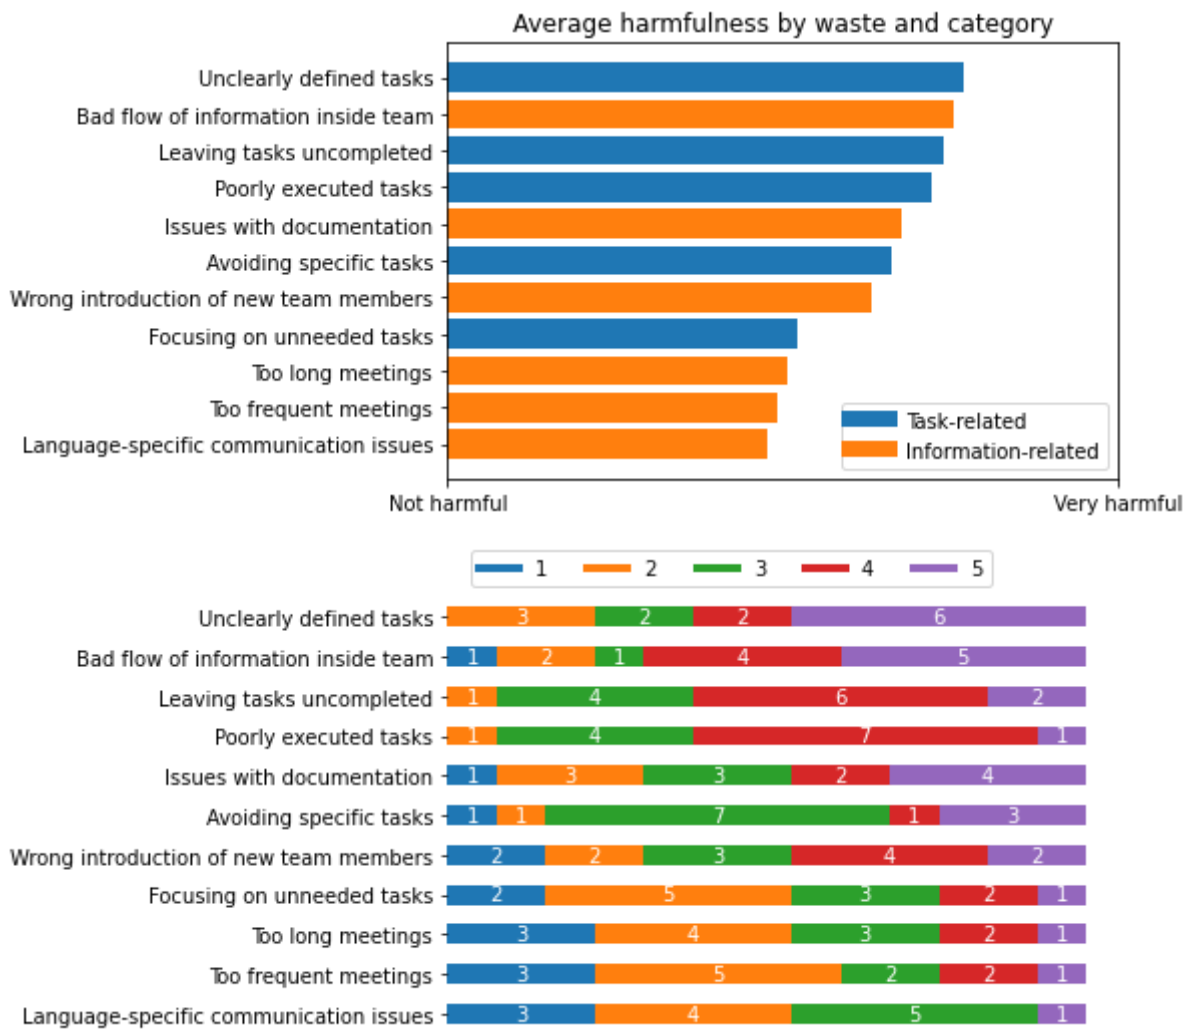 Average harmfulness by waste and category
Unclearly defined tasks
Bad flow of information inside team
Leaving tasks uncompleted
Poorly executed tasks
Issues with documentation
Avoiding specific tasks
Wrong introduction of new team members
Focusing on unneeded tasks
Too long meetings
Too frequent meetings
Language-specific communication issues
Task-related
Information-related
Not harmful Very harmful
1 2 3 4 5
Unclearly defined tasks 3 2 2 6
Bad flow of information inside team 1 2 1 4 5
Leaving tasks uncompleted 1 4 6 2
Poorly executed tasks 1 4 7 1
Issues with documentation 1 3 3 2 4
Avoiding specific tasks 1 1 7 1 3
Wrong introduction of new team members 2 2 3 4 2
Focusing on unneeded tasks 2 5 3 2 1
Too long meetings 3 4 3 2 1
Too frequent meetings 3 5 2 2 1
Language-specific communication issues 3 4 5 1